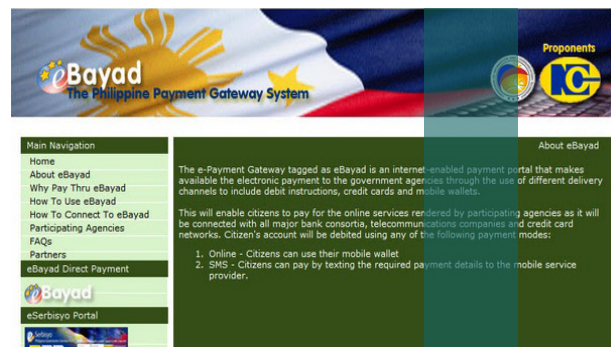 eBayad
The Philippine Payment Gateway System
Proponents
NCC
Main Navigation
Home
About eBayad
Why Pay Thru eBayad
How To Use eBayad
How To Connect To eBayad
Participating Agencies
FAQs
Partners
eBayad Direct Payment
eBayad
eSerbisyo Portal
eSerbisyo
About eBayad
The e-Payment Gateway tagged as eBayad is an internet-enabled payment portal that makes
available the electronic payment to the government agencies through the use of different delivery
channels to include debit instructions, credit cards and mobile wallets.
This will enable citizens to pay for the online services rendered by participating agencies as it will
be connected with all major bank consortia, telecommunications companies and credit card
networks. Citizen's account will be debited using any of the following payment modes:
1. Online - Citizens can use their mobile wallet
2. SMS - Citizens can pay by texting the required payment details to the mobile service
provider.